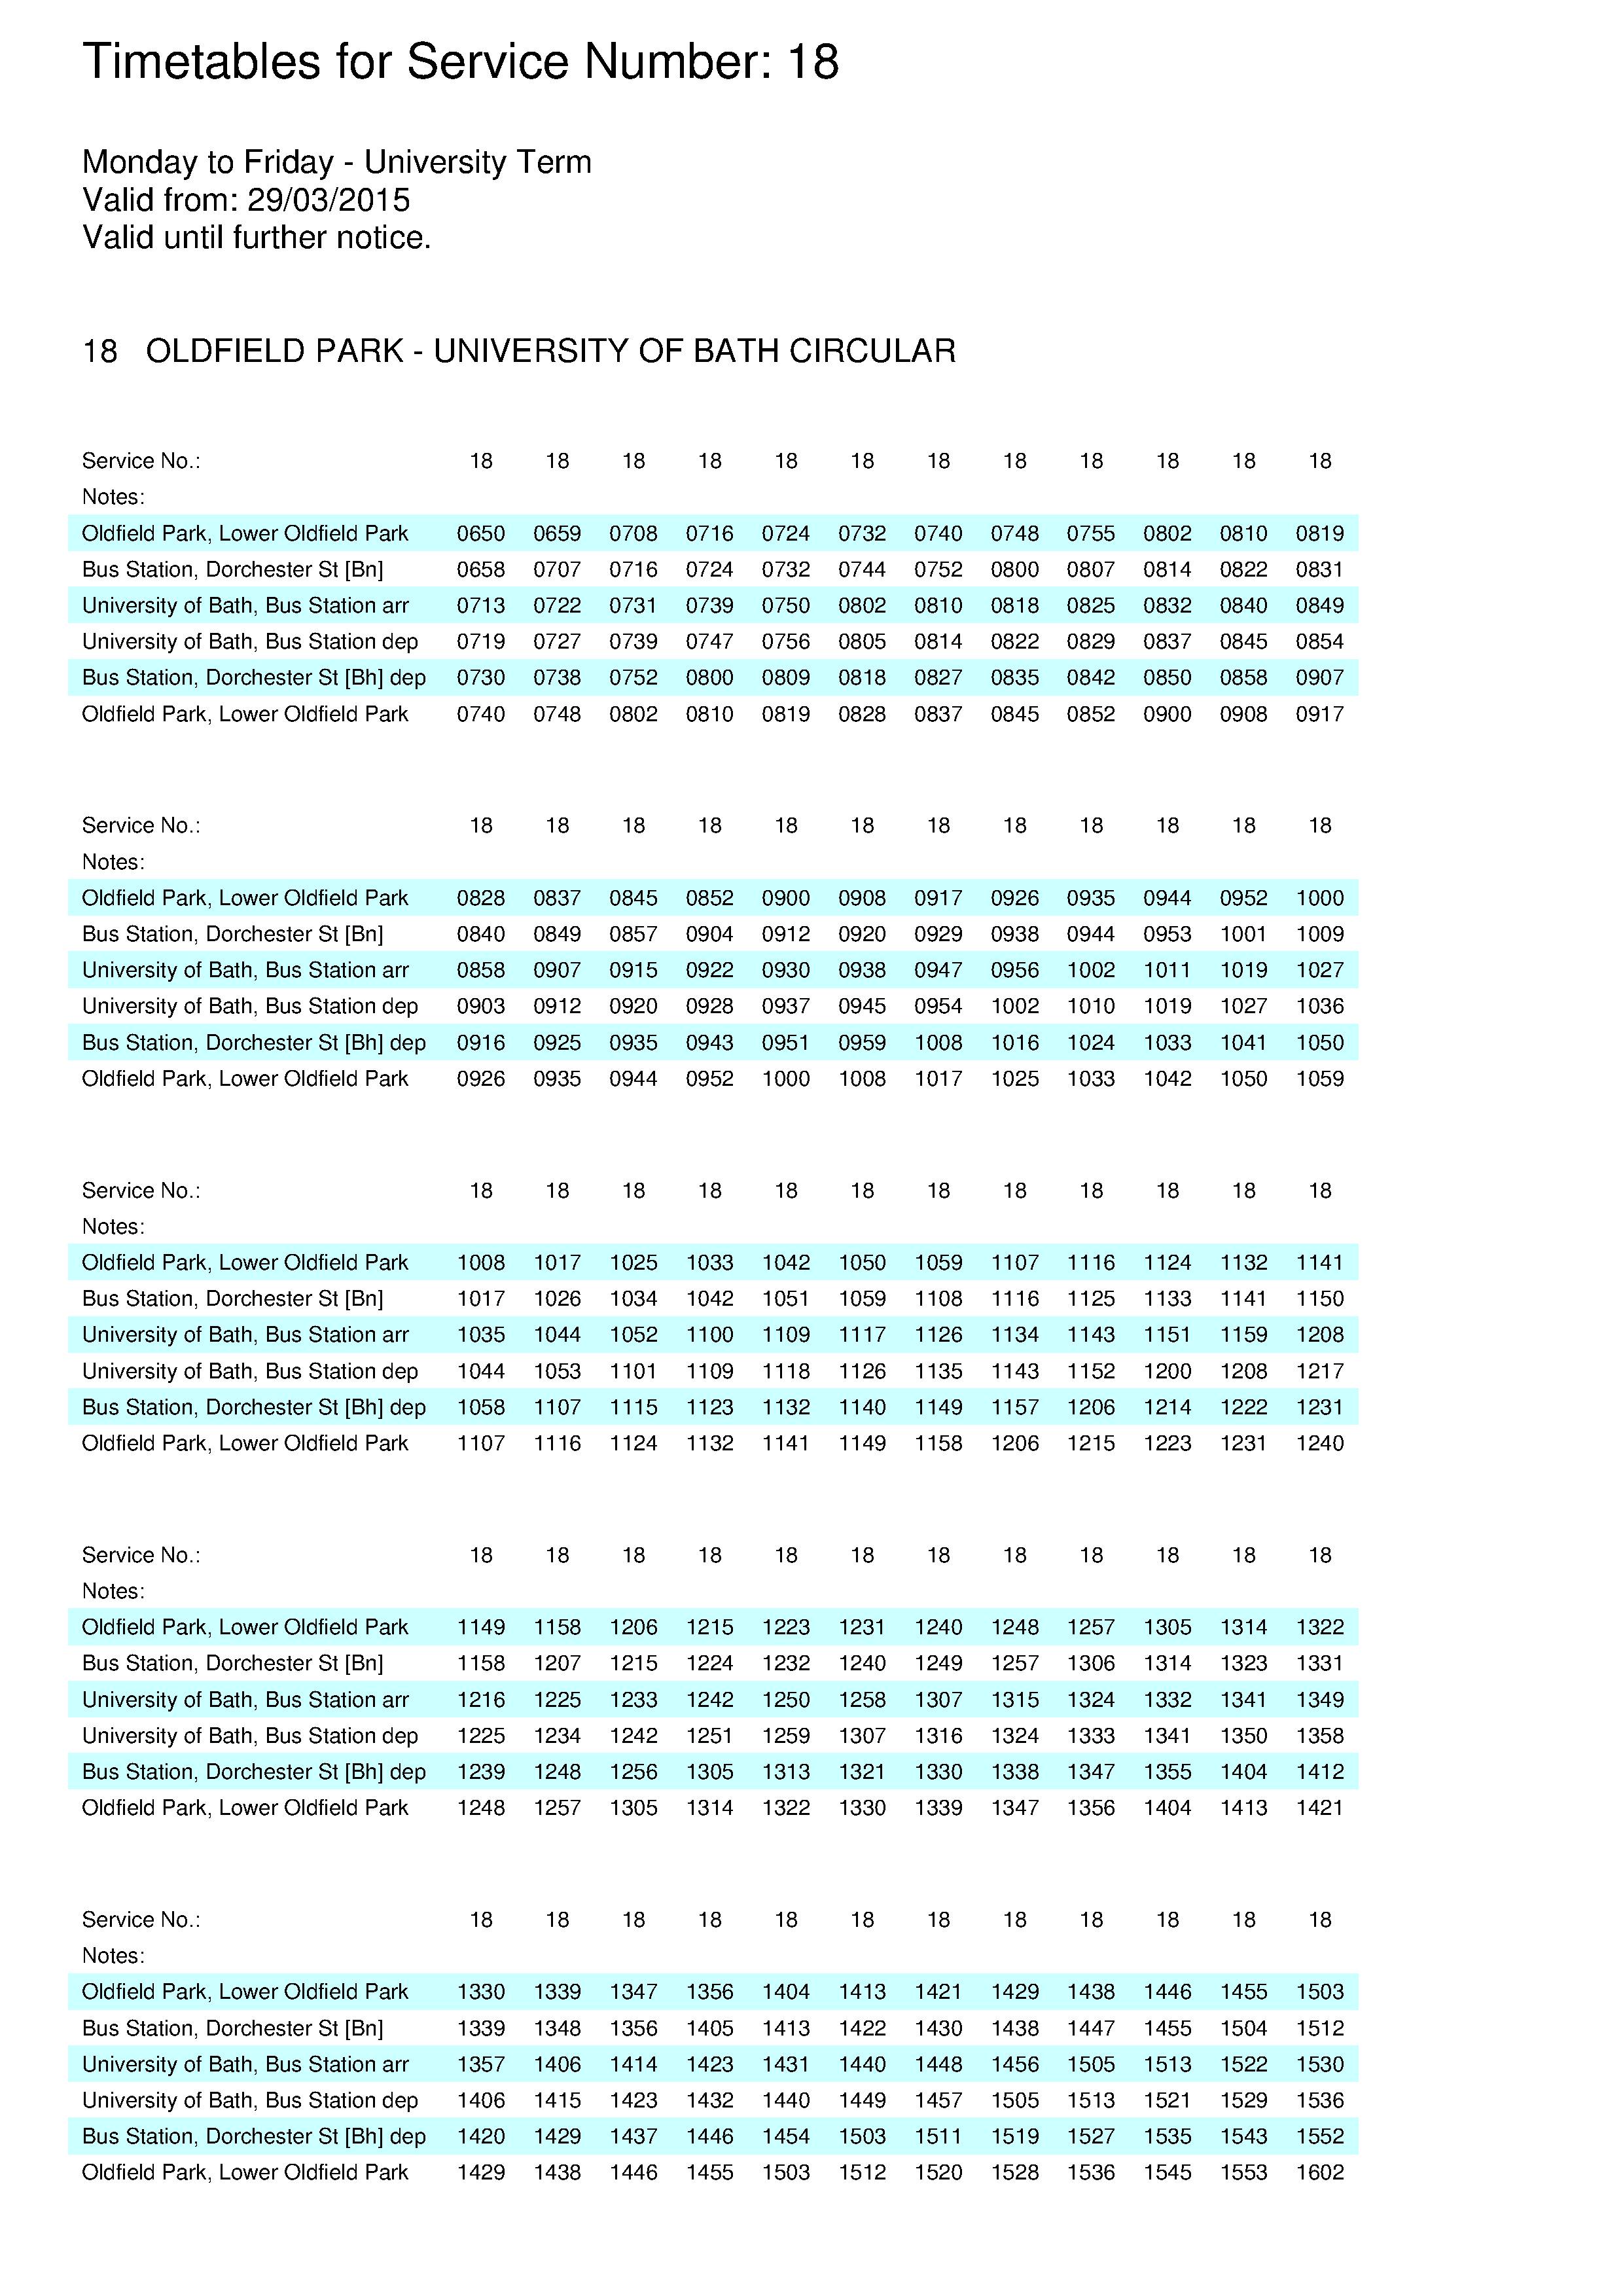 Timetables for Service Number: 18
Monday to Friday - University Term
Valid from: 29/03/2015
Valid until further notice.
18 OLDFIELD PARK - UNIVERSITY OF BATH CIRCULAR
Service No.: 18 18 18 18 18 18 18 18 18 18 18 18
Notes:
Oldfield Park, Lower Oldfield Park 0650 0659 0708 0716 0724 0732 0740 0748 0755 0802 0810 0819
Bus Station, Dorchester St [Bn] 0658 0707 0716 0724 0732 0744 0752 0800 0807 0814 0822 0831
University of Bath, Bus Station arr 0713 0722 0731 0739 0750 0802 0810 0818 0825 0832 0840 0849
University of Bath, Bus Station dep 0719 0727 0739 0747 0756 0805 0814 0822 0829 0837 0845 0854
Bus Station, Dorchester St [Bh] dep 0730 0738 0752 0800 0809 0818 0827 0835 0842 0850 0858 0907
Oldfield Park, Lower Oldfield Park 0740 0748 0802 0810 0819 0828 0837 0845 0852 0900 0908 0917
Service No.: 18 18 18 18 18 18 18 18 18 18 18 18
Notes:
Oldfield Park, Lower Oldfield Park 0828 0837 0845 0852 0900 0908 0917 0926 0935 0944 0952 1000
Bus Station, Dorchester St [Bn] 0840 0849 0857 0904 0912 0920 0929 0938 0944 0953 1001 1009
University of Bath, Bus Station arr 0858 0907 0915 0922 0930 0938 0947 0956 1002 1011 1019 1027
University of Bath, Bus Station dep 0903 0912 0920 0928 0937 0945 0954 1002 1010 1019 1027 1036
Bus Station, Dorchester St [Bh] dep 0916 0925 0935 0943 0951 0959 1008 1016 1024 1033 1041 1050
Oldfield Park, Lower Oldfield Park 0926 0935 0944 0952 1000 1008 1017 1025 1033 1042 1050 1059
Service No.: 18 18 18 18 18 18 18 18 18 18 18 18
Notes:
Oldfield Park, Lower Oldfield Park 1008 1017 1025 1033 1042 1050 1059 1107 1116 1124 1132 1141
Bus Station, Dorchester St [Bn] 1017 1026 1034 1042 1051 1059 1108 1116 1125 1133 1141 1150
University of Bath, Bus Station arr 1035 1044 1052 1100 1109 1117 1126 1134 1143 1151 1159 1208
University of Bath, Bus Station dep 1044 1053 1101 1109 1118 1126 1135 1143 1152 1200 1208 1217
Bus Station, Dorchester St [Bh] dep 1058 1107 1115 1123 1132 1140 1149 1157 1206 1214 1222 1231
Oldfield Park, Lower Oldfield Park 1107 1116 1124 1132 1141 1149 1158 1206 1215 1223 1231 1240
Service No.: 18 18 18 18 18 18 18 18 18 18 18 18
Notes:
Oldfield Park, Lower Oldfield Park 1149 1158 1206 1215 1223 1231 1240 1248 1257 1305 1314 1322
Bus Station, Dorchester St [Bn] 1158 1207 1215 1224 1232 1240 1249 1257 1306 1314 1323 1331
University of Bath, Bus Station arr 1216 1225 1233 1242 1250 1258 1307 1315 1324 1332 1341 1349
University of Bath, Bus Station dep 1225 1234 1242 1251 1259 1307 1316 1324 1333 1341 1350 1358
Bus Station, Dorchester St [Bh] dep 1239 1248 1256 1305 1313 1321 1330 1338 1347 1355 1404 1412
Oldfield Park, Lower Oldfield Park 1248 1257 1305 1314 1322 1330 1339 1347 1356 1404 1413 1421
Service No.: 18 18 18 18 18 18 18 18 18 18 18 18
Notes:
Oldfield Park, Lower Oldfield Park 1330 1339 1347 1356 1404 1413 1421 1429 1438 1446 1455 1503
Bus Station, Dorchester St [Bn] 1339 1348 1356 1405 1413 1422 1430 1438 1447 1455 1504 1512
University of Bath, Bus Station arr 1357 1406 1414 1423 1431 1440 1448 1456 1505 1513 1522 1530
University of Bath, Bus Station dep 1406 1415 1423 1432 1440 1449 1457 1505 1513 1521 1529 1536
Bus Station, Dorchester St [Bh] dep 1420 1429 1437 1446 1454 1503 1511 1519 1527 1535 1543 1552
Oldfield Park, Lower Oldfield Park 1429 1438 1446 1455 1503 1512 1520 1528 1536 1545 1553 1602